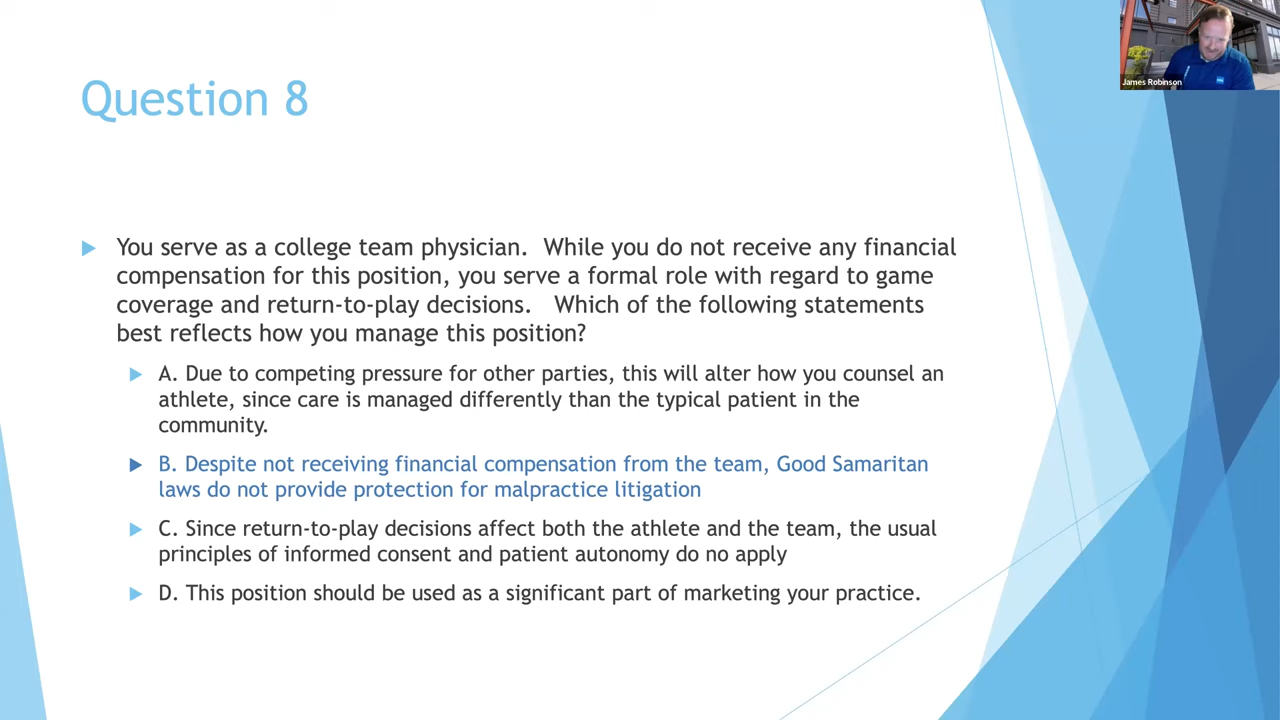 James Robinson
Question 8
You serve as a college team physician. While you do not receive any financial
compensation for this position, you serve a formal role with regard to game
coverage and return-to-play decisions. Which of the following statements
best reflects how you manage this position?
A. Due to competing pressure for other parties, this will alter how you counsel an
athlete, since care is managed differently than the typical patient in the
community.
B. Despite not receiving financial compensation from the team, Good Samaritan
laws do not provide protection for malpractice litigation
C. Since return-to-play decisions affect both the athlete and the team, the usual
principles of informed consent and patient autonomy do no apply
D. This position should be used as a significant part of marketing your practice.